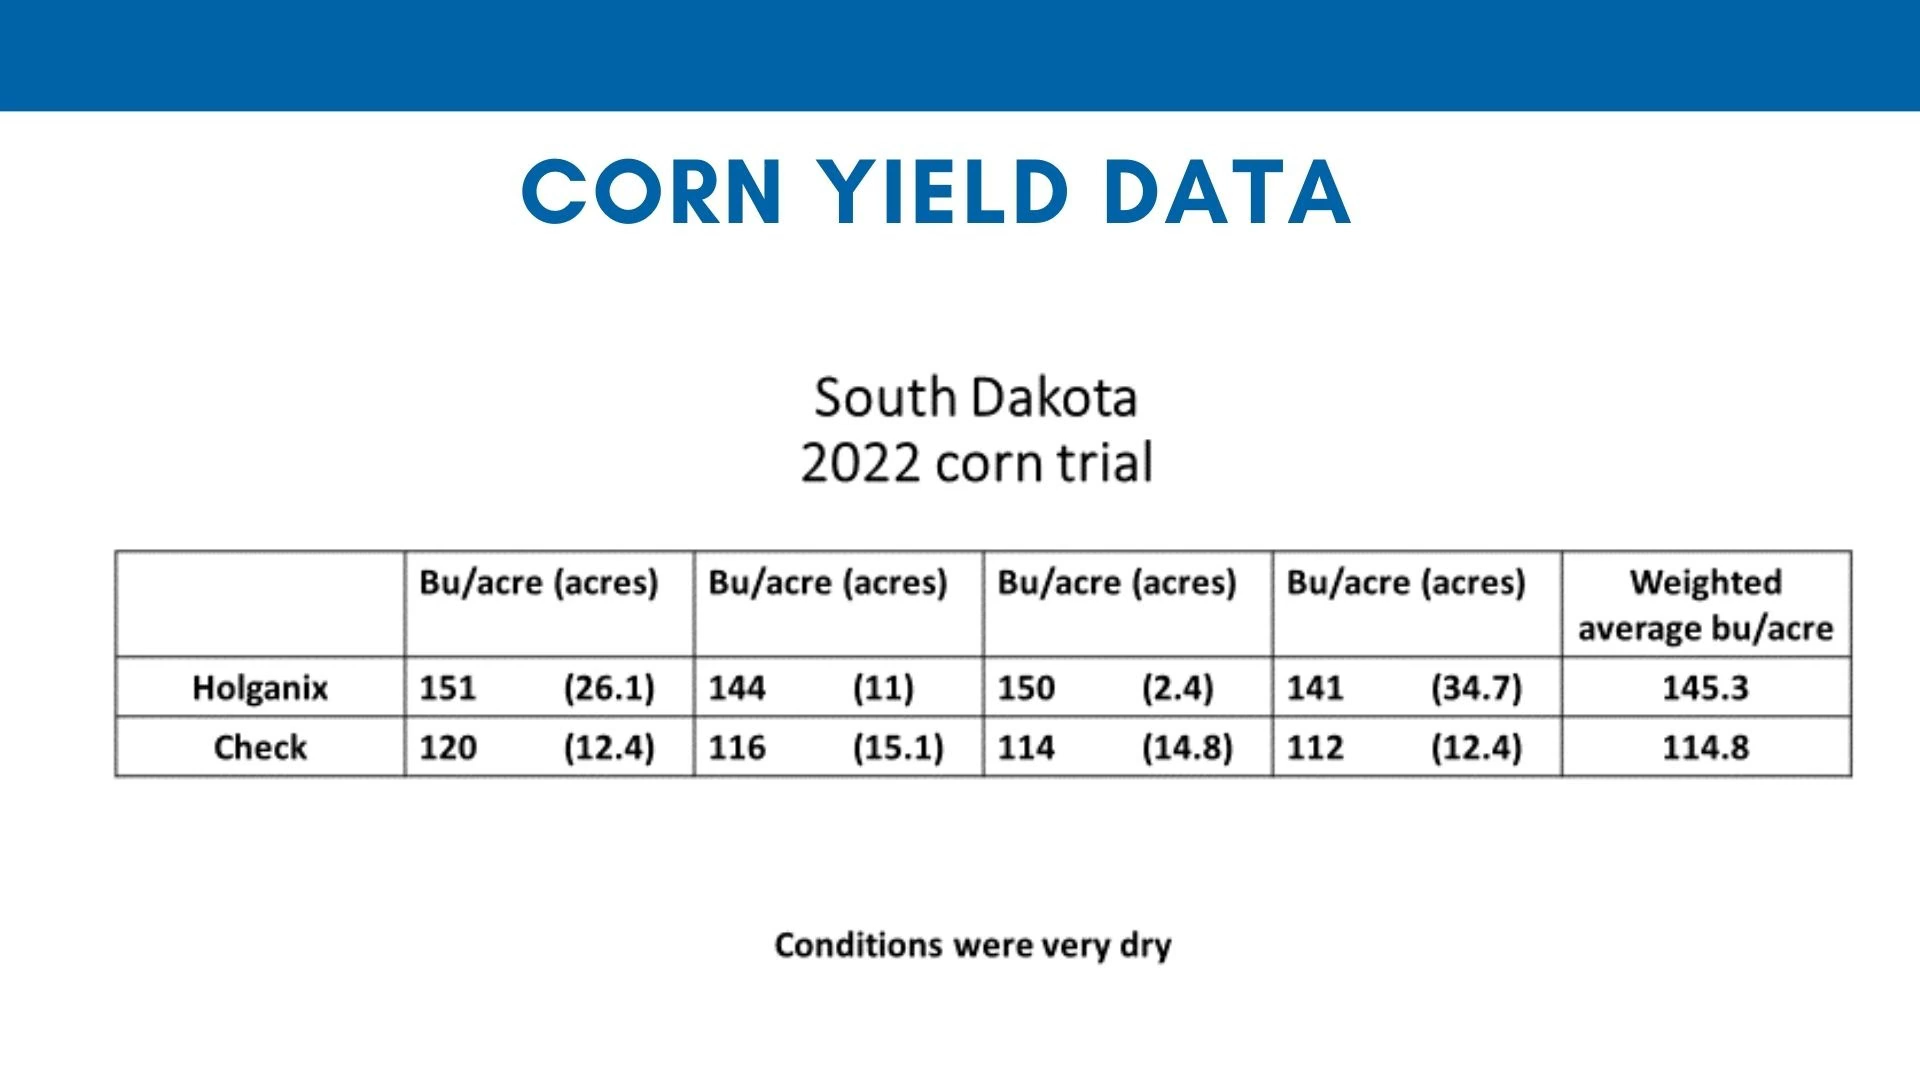 CORN YIELD DATA
South Dakota
2022 corn trial
Bu/acre (acres) Bu/acre (acres) Bu/acre (acres) Bu/acre (acres) Weighted
average bu/acre
Holganix 151 (26.1) 144 (11) 150 (2.4) 141 (34.7) 145.3
Check 120 (12.4) 116 (15.1) 114 (14.8) 112 (12.4) 114.8
Conditions were very dry